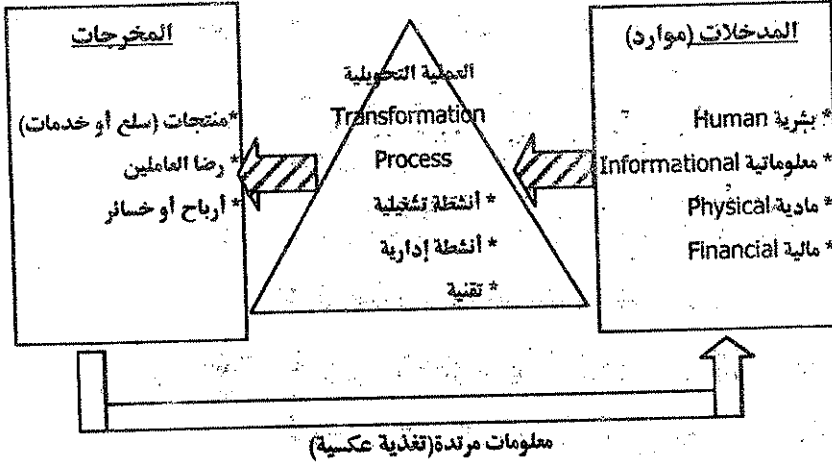 المدخلات (موارد)
* بشرية Human
* معلوماتية Informational
* مادية Physical
* مالية Financial
العملية التحويلية
Transformation
Process
* أنشطة تشغيلية
* أنشطة إدارية
* تقنية
المخرجات
*منتجات (سلع أو خدمات)
* رضا العاملين
* أرباح أو خسائر
معلومات مرتدة(تغذية عكسية)